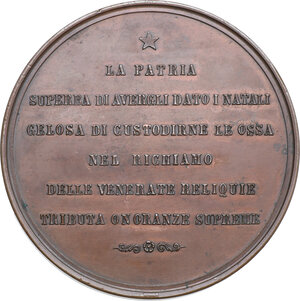 LA PATRIA
SUPERBA DI AVERGLI DATO I NATALI
GELOSA DI CUSTODIRNE LE OSSA
NEL RICHIAMO
DELLE VENERATE RELIQUIE
TRIBUTA ONORANZE SUPREME